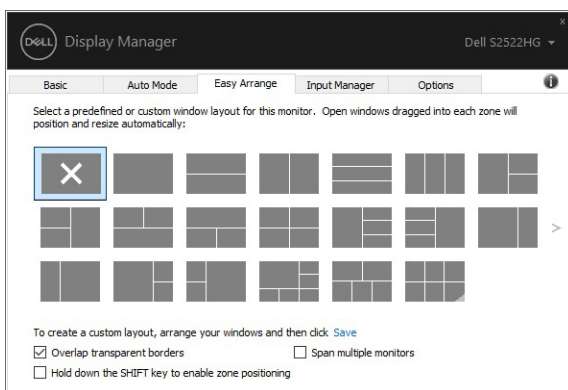 x
DELL Display Manager Dell S2522HG
Basic Auto Mode Easy Arrange Input Manager Options
Select a predefined or custom window layout for this monitor. Open windows dragged into each zone will
position and resize automatically:
To create a custom layout, arrange your windows and then click Save
Overlap transparent borders Span multiple monitors
Hold down the SHIFT key to enable zone positioning